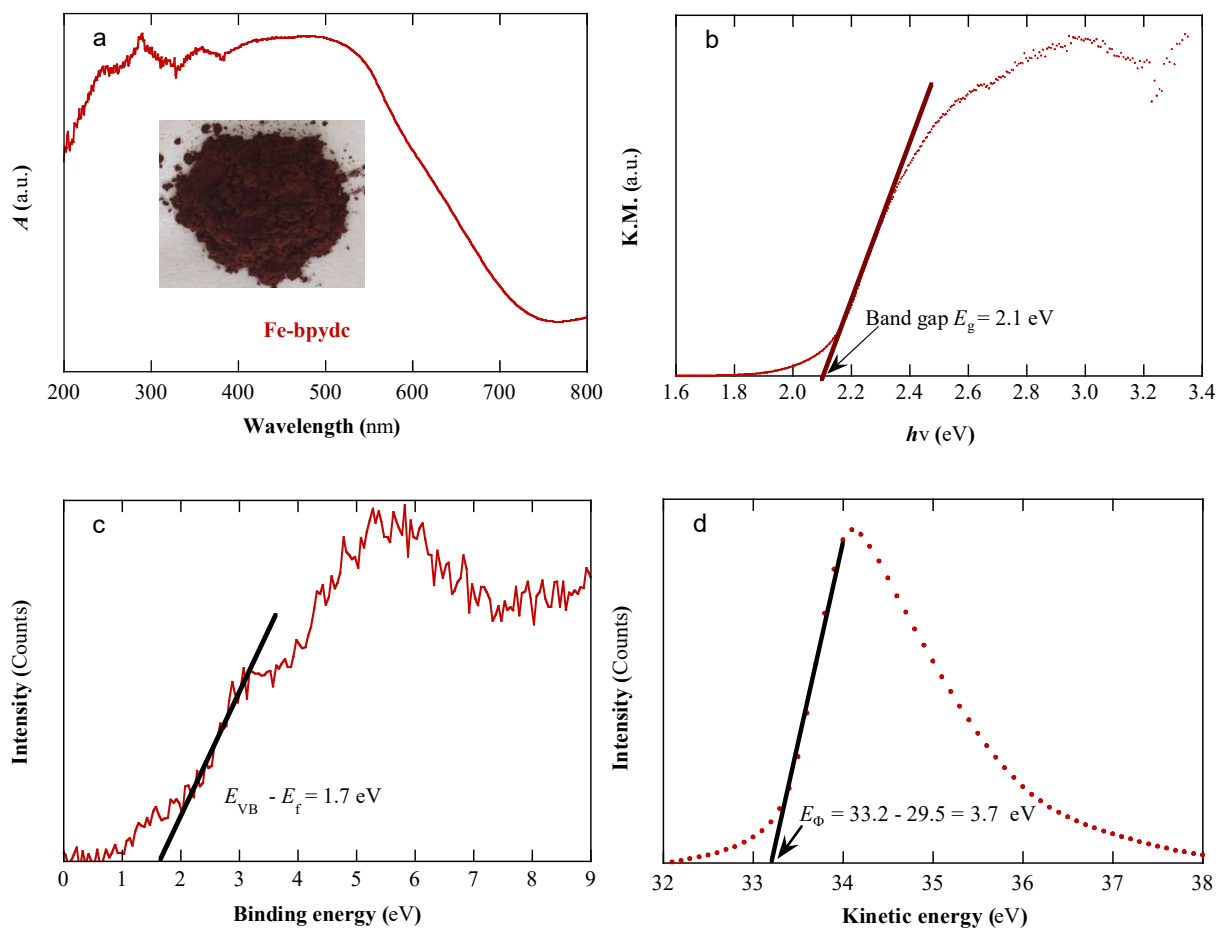 a
A (a.u.)
Fe-bpydc
200 300 400 500 600 700 800
Wavelength (nm)
b
K.M. (a.u.)
Band gap Eg = 2.1 eV
1.6 1.8 2.0 2.2 2.4 2.6 2.8 3.0 3.2 3.4
hν (eV)
c
Intensity (Counts)
EVB - Ef = 1.7 eV
0 1 2 3 4 5 6 7 8 9
Binding energy (eV)
d
Intensity (Counts)
EΦ = 33.2 - 29.5 = 3.7 eV
32 33 34 35 36 37 38
Kinetic energy (eV)